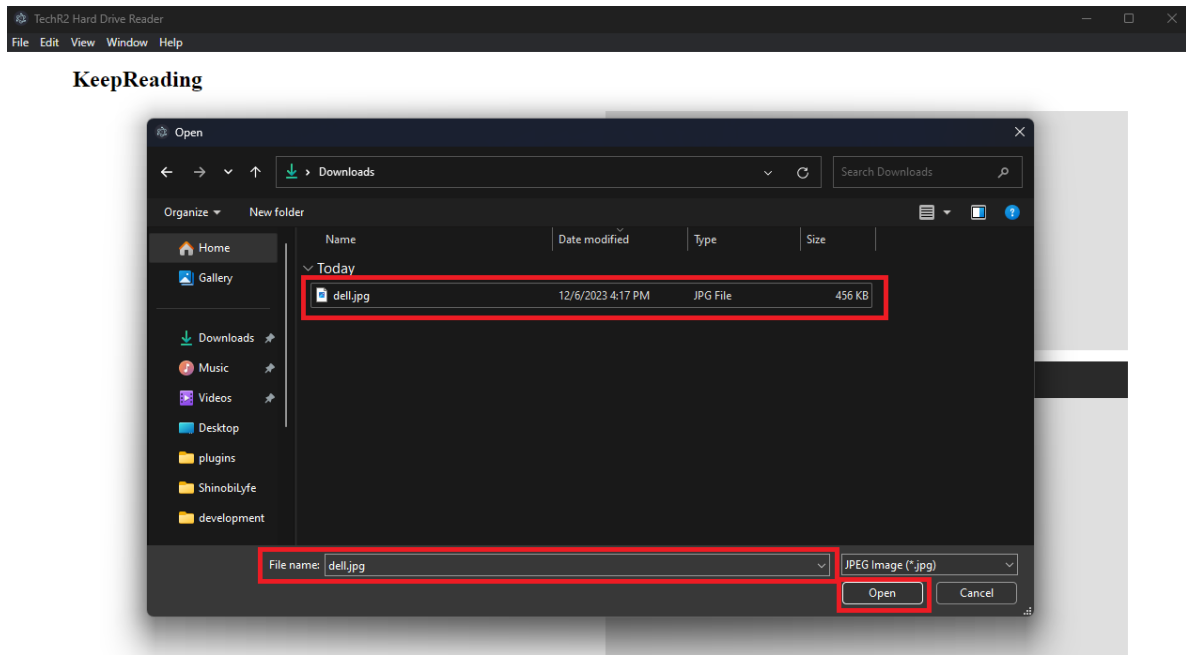 TechR2 Hard Drive Reader
File Edit View Window Help
KeepReading
Open
Downloads
Search Downloads
Organize
New folder
Name Date modified Type Size
Home
Gallery
Today
dell.jpg 12/6/2023 4:17 PM JPG File 456 KB
Downloads
Music
Videos
Desktop
plugins
ShinobiLyfe
development
File name: dell.jpg JPEG Image (*.jpg)
Open Cancel